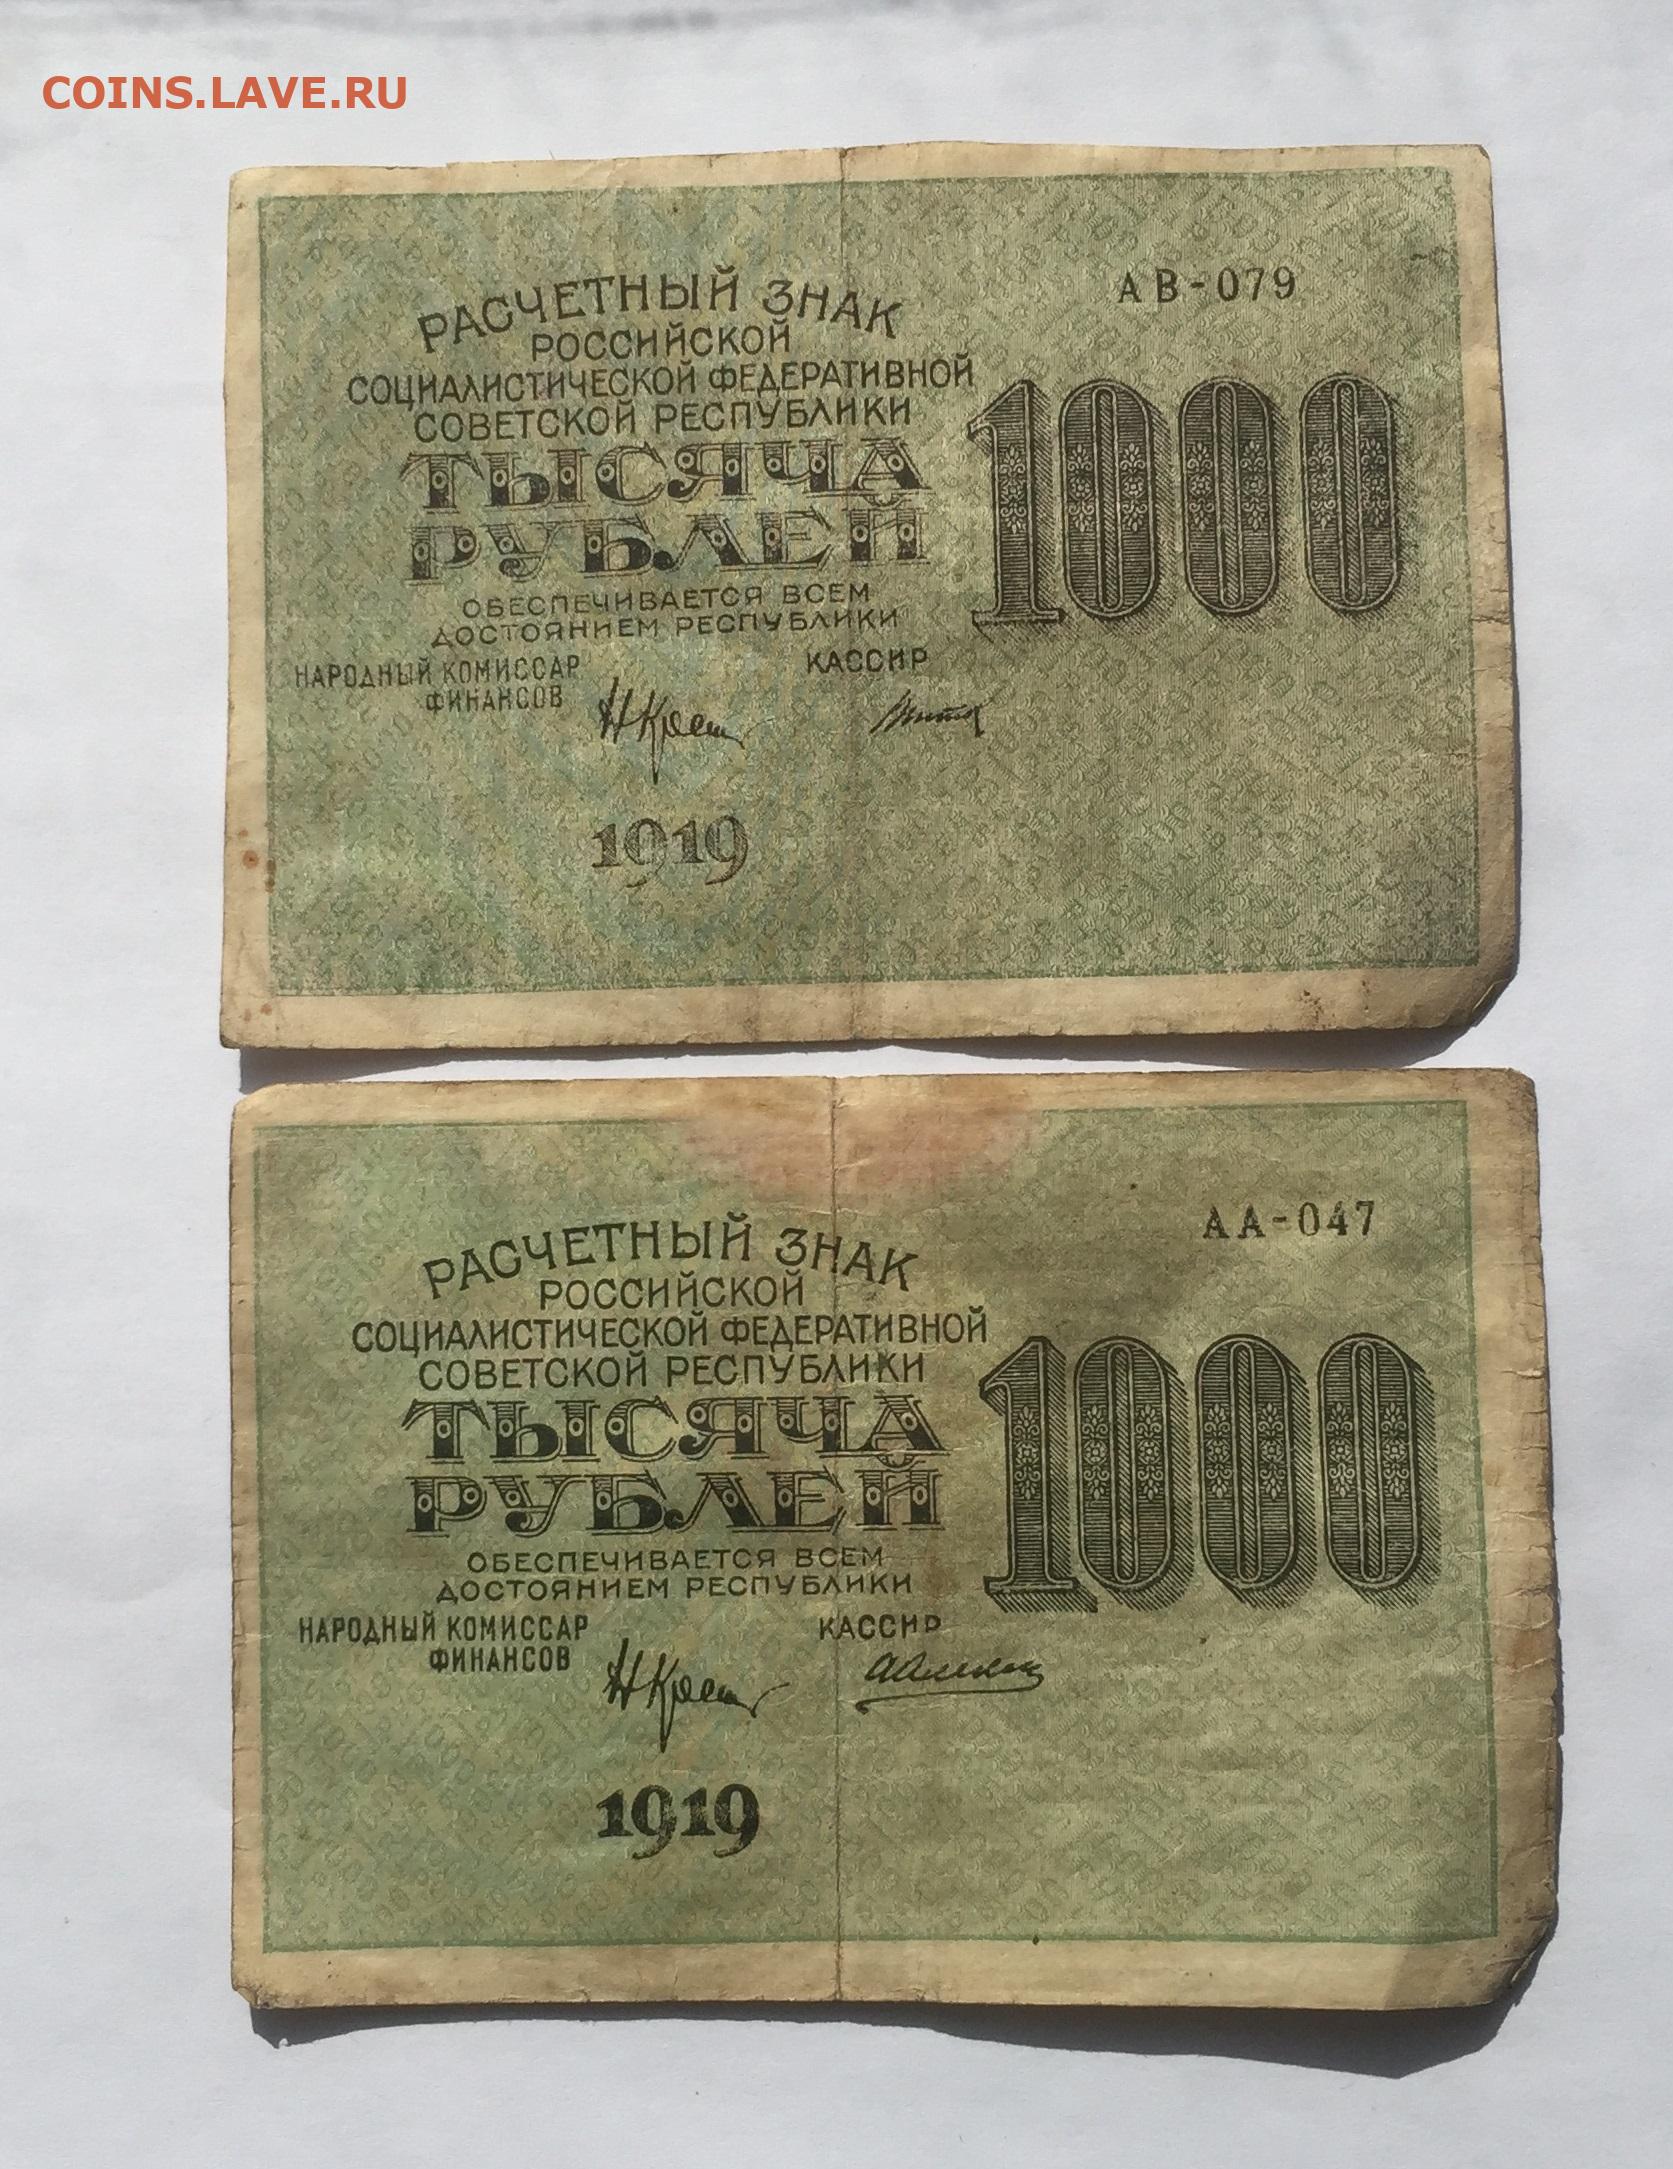 COINS.LAVE.RU
АВ-079
РАСЧЕТНЫЙ ЗНАК
РОССИЙСКОЙ
СОЦИАЛИСТИЧЕСКОЙ ФЕДЕРАТИВНОЙ
СОВЕТСКОЙ РЕСПУБЛИКИ
ТЫСЯЧА
РУБЛЕЙ
1000
ОБЕСПЕЧИВАЕТСЯ ВСЕМ
ДОСТОЯНИЕМ РЕСПУБЛИКИ
НАРОДНЫЙ КОМИССАР
ФИНАНСОВ
КАССИР
1919
АА-047
РАСЧЕТНЫЙ ЗНАК
РОССИЙСКОЙ
СОЦИАЛИСТИЧЕСКОЙ ФЕДЕРАТИВНОЙ
СОВЕТСКОЙ РЕСПУБЛИКИ
ТЫСЯЧА
РУБЛЕЙ
1000
ОБЕСПЕЧИВАЕТСЯ ВСЕМ
ДОСТОЯНИЕМ РЕСПУБЛИКИ
НАРОДНЫЙ КОМИССАР
ФИНАНСОВ
КАССИР
1919